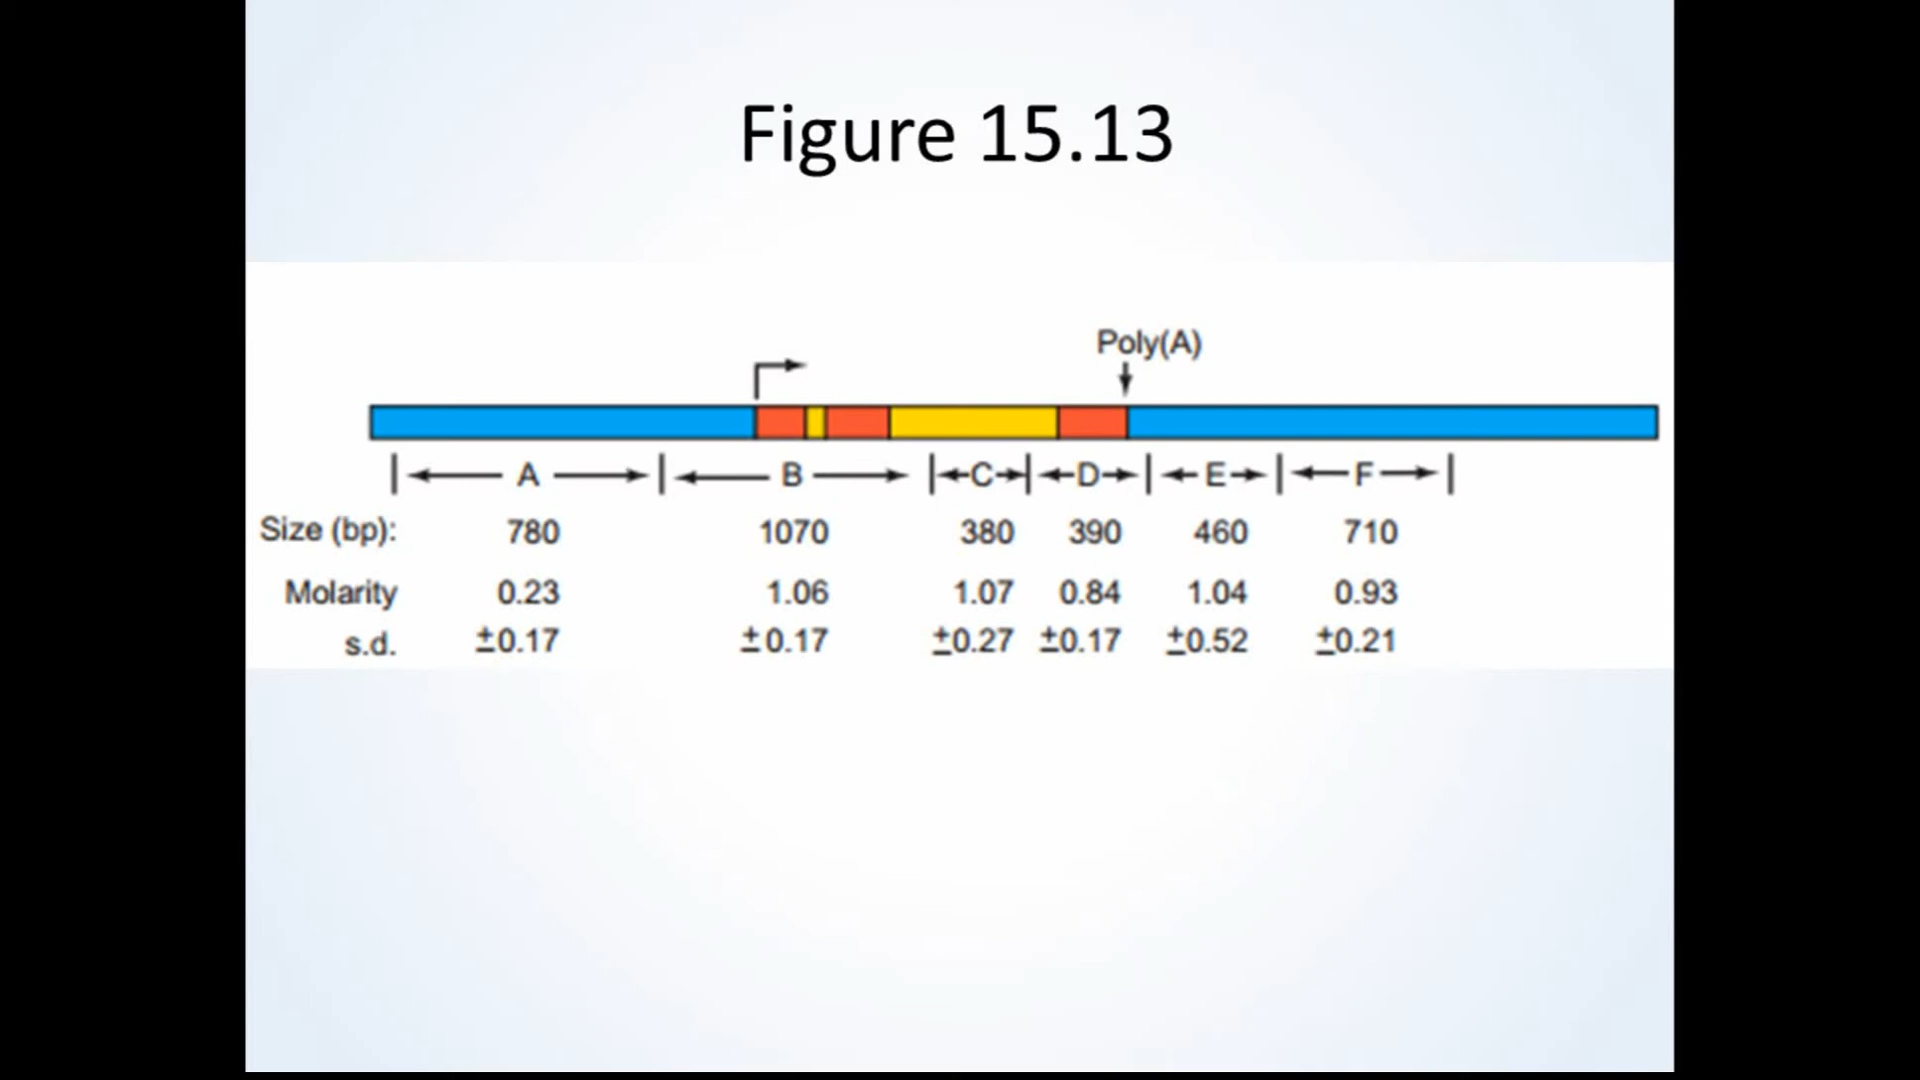 Figure 15.13
Poly(A)
A B C D E F
Size (bp): 780 1070 380 390 460 710
Molarity 0.23 1.06 1.07 0.84 1.04 0.93
s.d. ±0.17 ±0.17 ±0.27 ±0.17 ±0.52 ±0.21